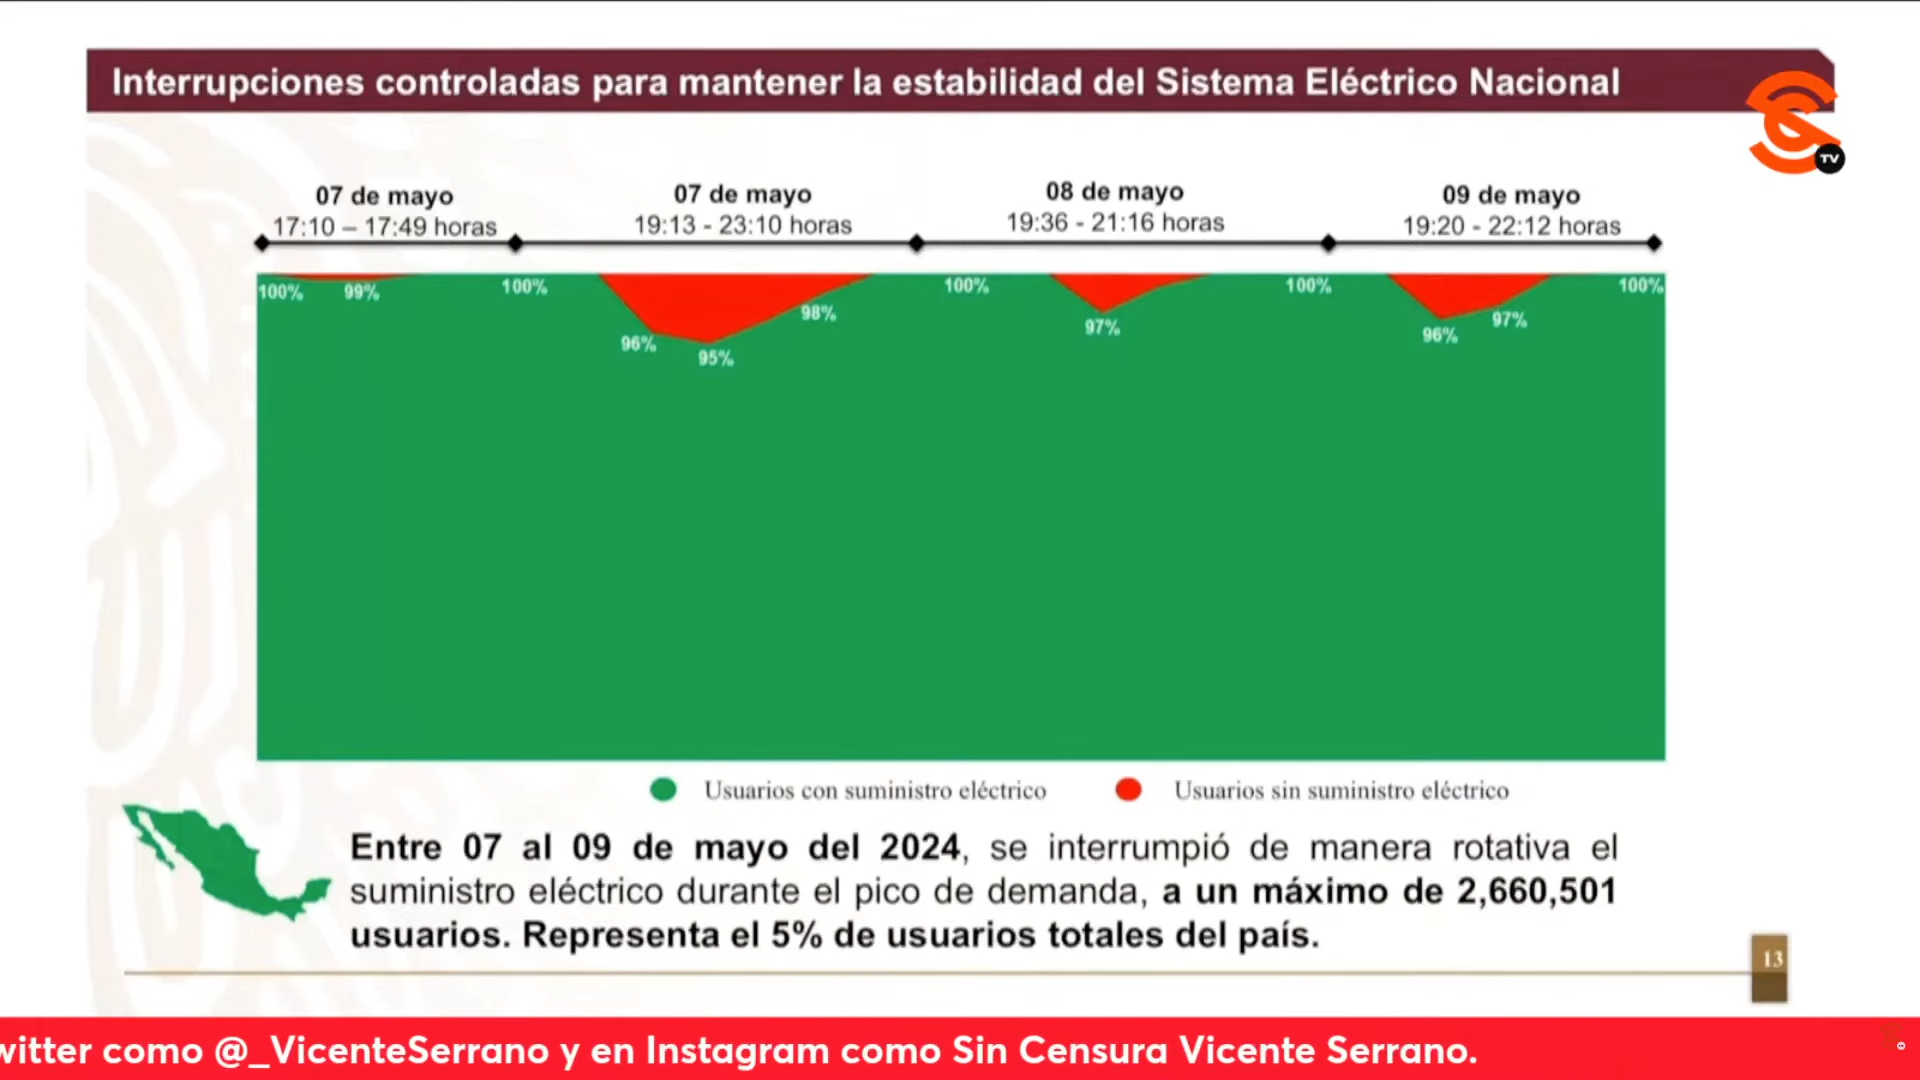 Interrupciones controladas para mantener la estabilidad del Sistema Eléctrico Nacional
TV
07 de mayo
17:10 – 17:49 horas
07 de mayo
19:13 - 23:10 horas
08 de mayo
19:36 - 21:16 horas
09 de mayo
19:20 - 22:12 horas
100%
99%
100%
96%
95%
98%
100%
97%
100%
96%
97%
100%
Usuarios con suministro eléctrico
Usuarios sin suministro eléctrico
Entre 07 al 09 de mayo del 2024, se interrumpió de manera rotativa el
suministro eléctrico durante el pico de demanda, a un máximo de 2,660,501
usuarios. Representa el 5% de usuarios totales del país.
13
witter como @_VicenteSerrano y en Instagram como Sin Censura Vicente Serrano.